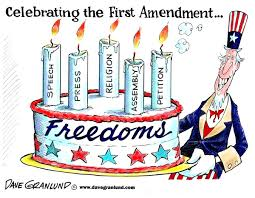 Celebrating the First Amendment...
SPEECH
PRESS
RELIGION
ASSEMBLY
PETITION
Freedoms
DAVE GRANLUND © www.davegranlund.com